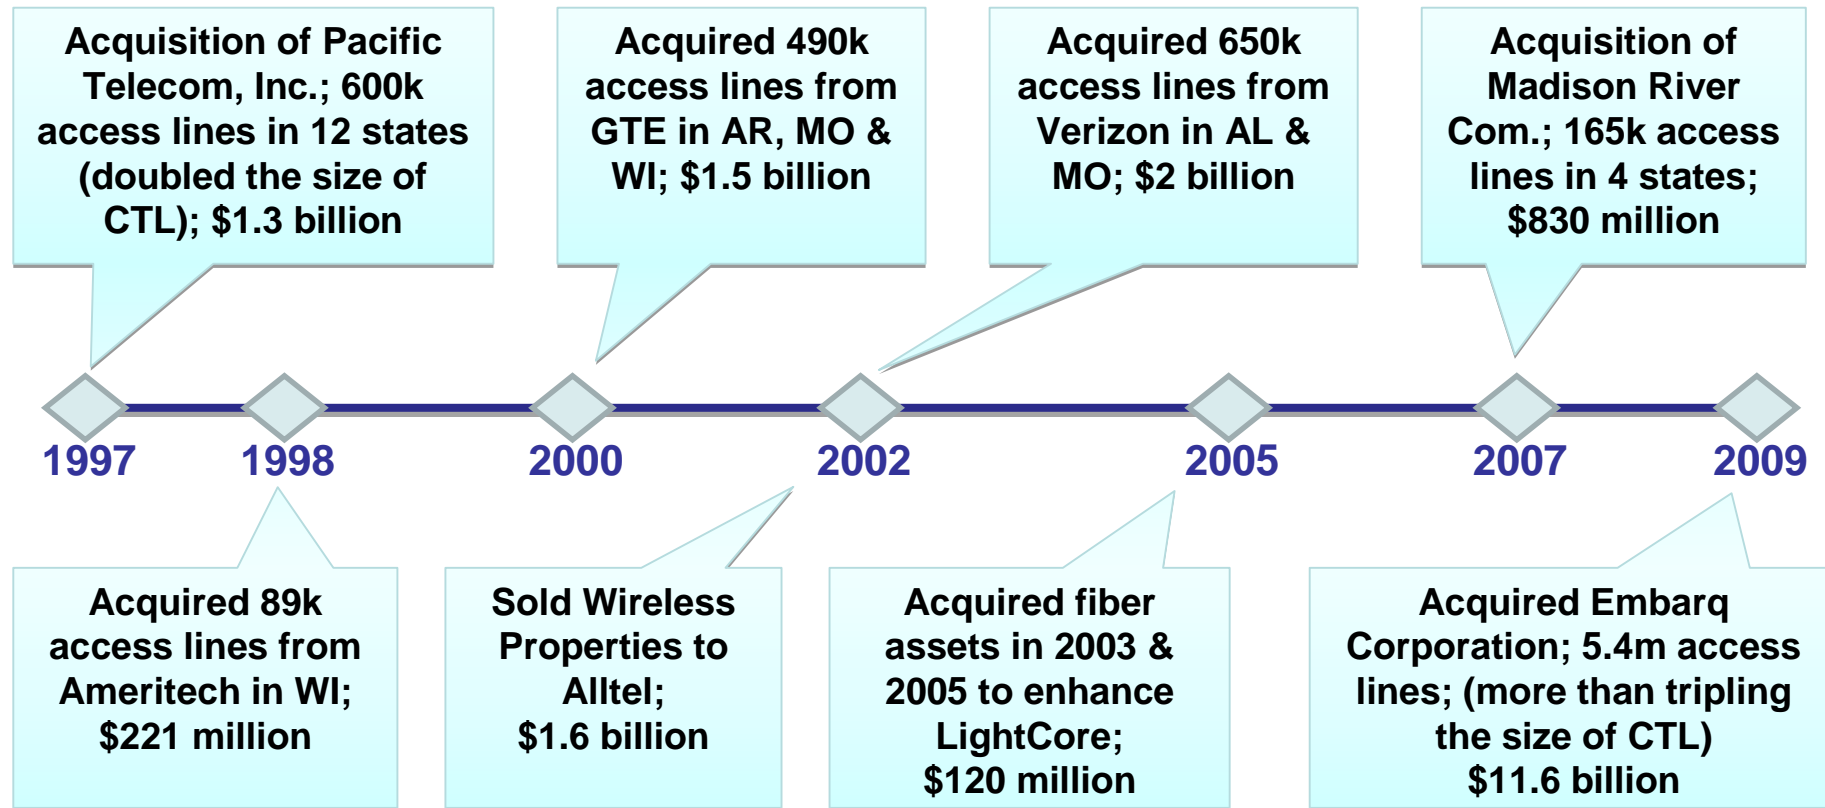 Acquisition of Pacific
Telecom, Inc.; 600k
access lines in 12 states
(doubled the size of
CTL); $1.3 billion
Acquired 490k
access lines from
GTE in AR, MO &
WI; $1.5 billion
Acquired 650k
access lines from
Verizon in AL &
MO; $2 billion
Acquisition of
Madison River
Com.; 165k access
lines in 4 states;
$830 million
1997
1998
2000
2002
2005
2007
2009
Acquired 89k
access lines from
Ameritech in WI;
$221 million
Sold Wireless
Properties to
Alltel;
$1.6 billion
Acquired fiber
assets in 2003 &
2005 to enhance
LightCore;
$120 million
Acquired Embarq
Corporation; 5.4m access
lines; (more than tripling
the size of CTL)
$11.6 billion